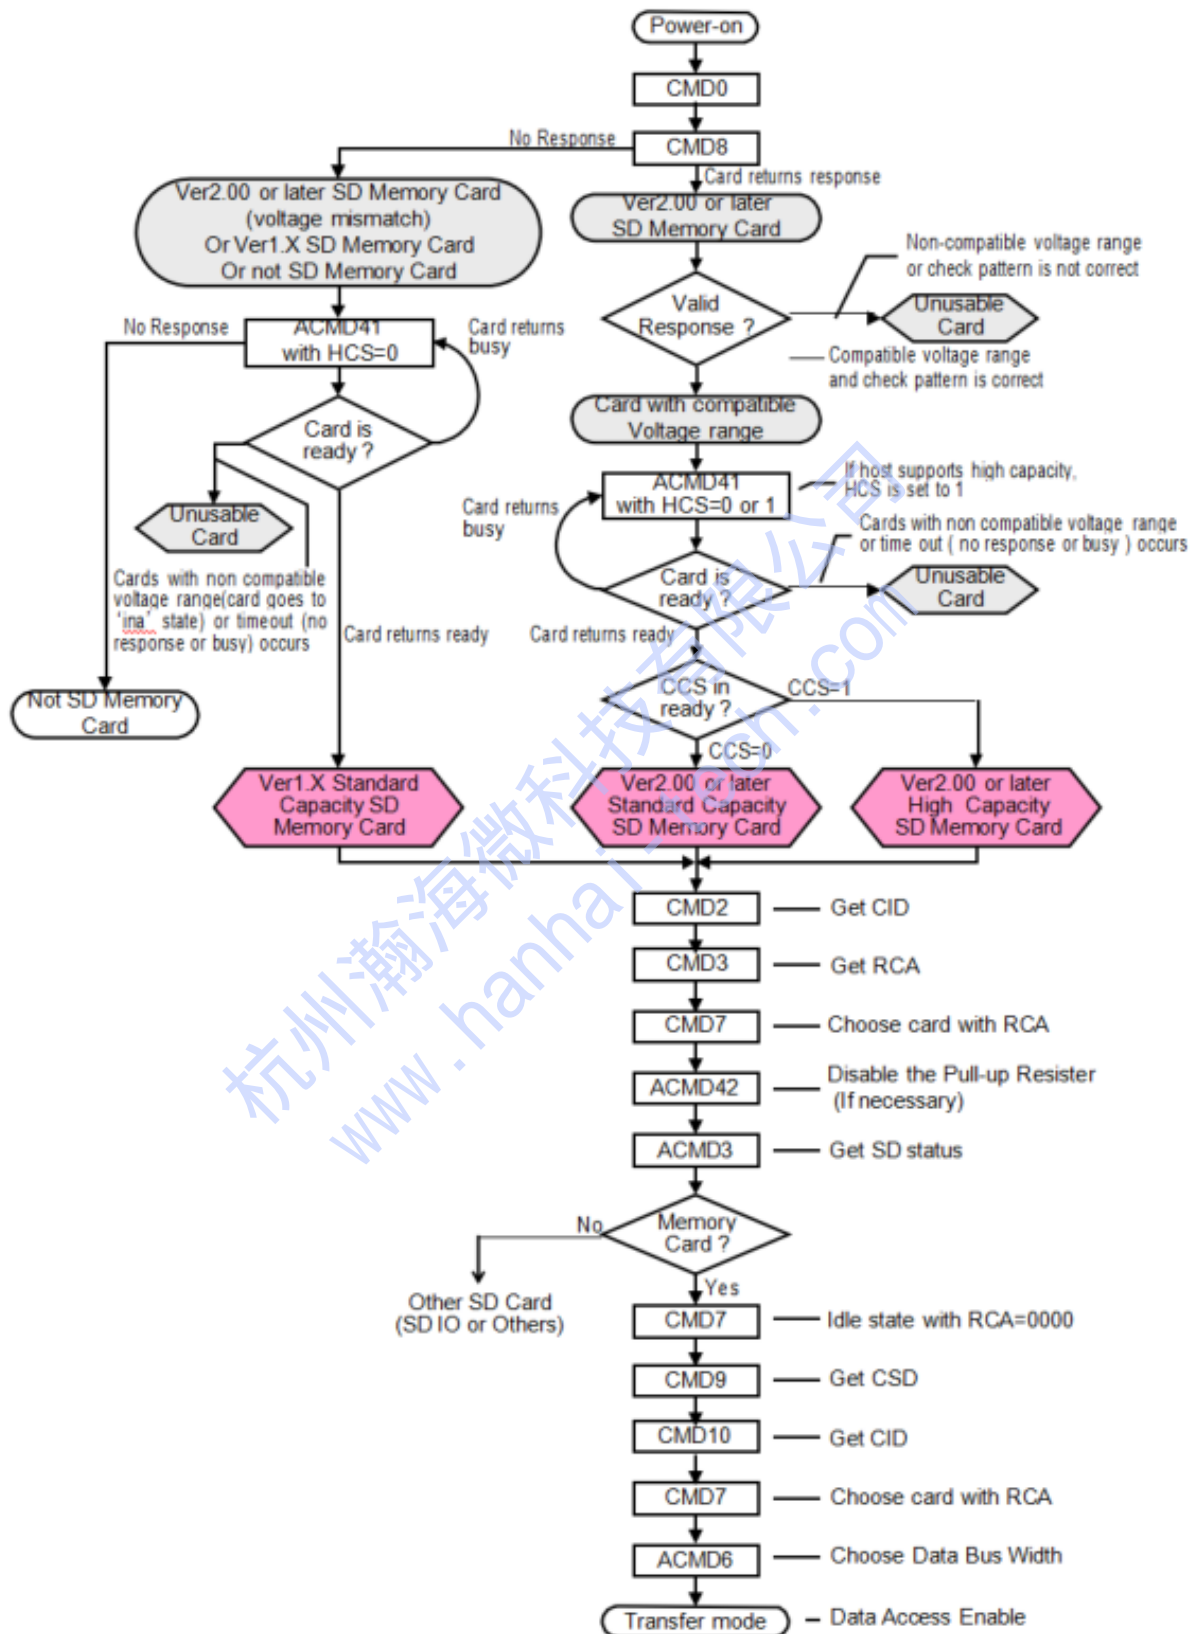 Power-on
CMD0
CMD8
No Response
Card returns response
Ver2.00 or later SD Memory Card
(voltage mismatch)
Or Ver1.X SD Memory Card
Or not SD Memory Card
Ver2.00 or later
SD Memory Card
Non-compatible voltage range
or check pattern is not correct
Valid
Response ?
Unusable
Card
Compatible voltage range
and check pattern is correct
No Response
ACMD41
with HCS=0
Card returns
busy
Card is
ready ?
Card with compatible
Voltage range
ACMD41
with HCS=0 or 1
If host supports high capacity,
HCS is set to 1
Card returns
busy
Cards with non compatible voltage range
or time out ( no response or busy ) occurs
Unusable
Card
Card is
ready ?
Unusable
Card
Cards with non compatible
voltage range(card goes to
‘ina’ state) or timeout (no
response or busy) occurs
Card returns ready
Card returns ready
Not SD Memory
Card
CCS in
ready ?
CCS=1
CCS=0
Ver1.X Standard
Capacity SD
Memory Card
Ver2.00 or later
Standard Capacity
SD Memory Card
Ver2.00 or later
High Capacity
SD Memory Card
CMD2
Get CID
CMD3
Get RCA
CMD7
Choose card with RCA
ACMD42
Disable the Pull-up Resister
(If necessary)
ACMD3
Get SD status
Memory
Card ?
No
Yes
Other SD Card
(SD IO or Others)
CMD7
Idle state with RCA=0000
CMD9
Get CSD
CMD10
Get CID
CMD7
Choose card with RCA
ACMD6
Choose Data Bus Width
Transfer mode
Data Access Enable
杭州瀚海微科技有限公司
www.hanhai-tech.com